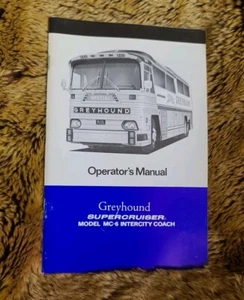 GREYHOUND
Operator's Manual
Greyhound
SUPERCRUISER
MODEL MC-6 INTERCITY COACH